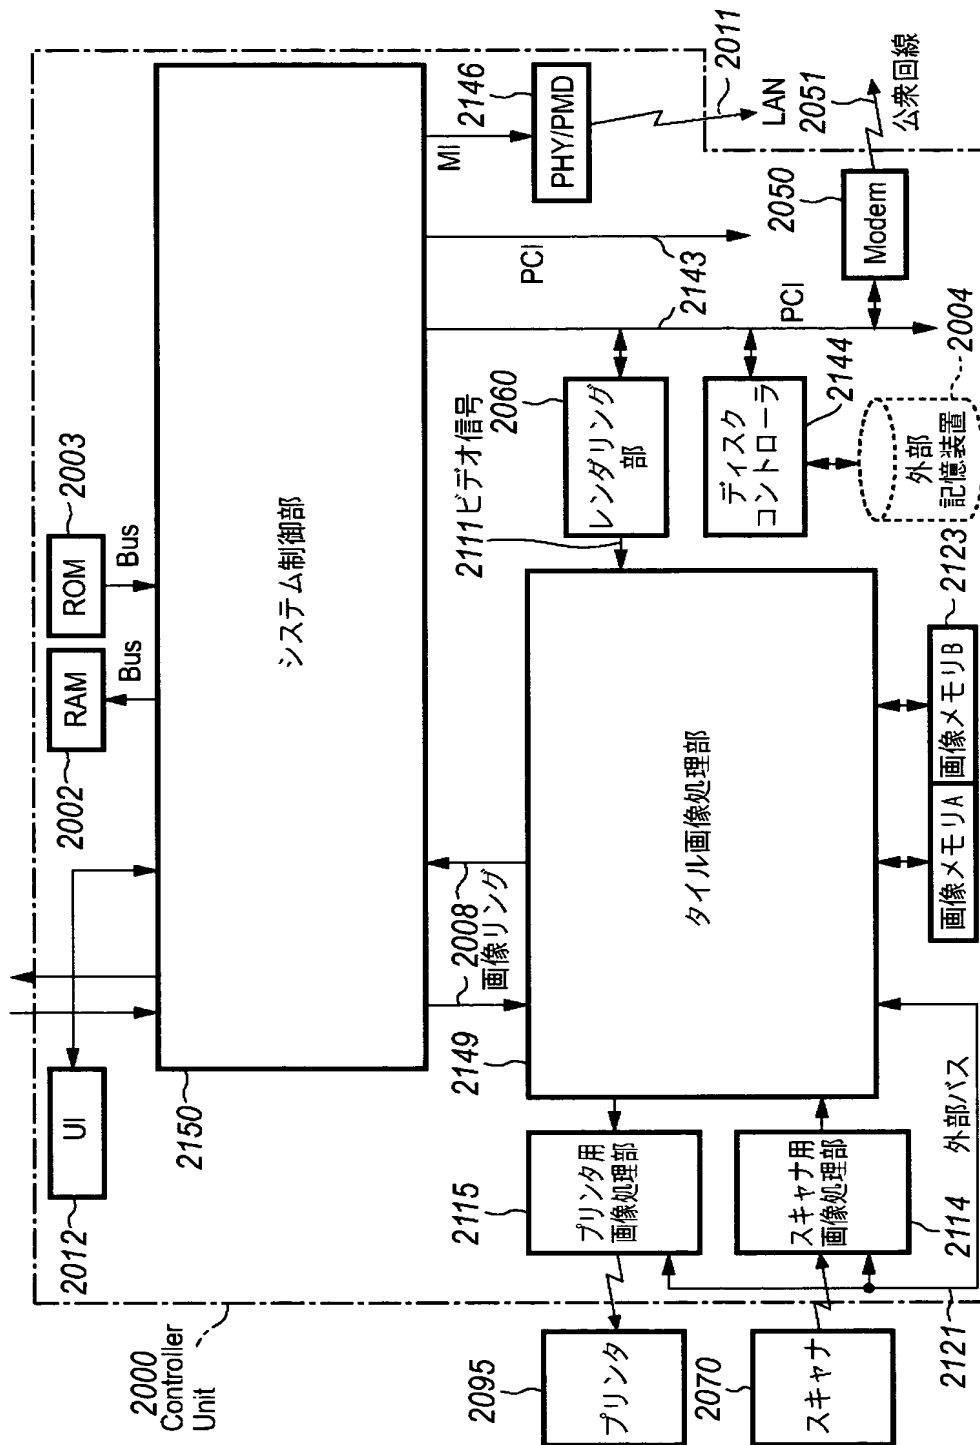 2000
Controller
Unit
2012
UI
2002
RAM
Bus
ROM
2003
Bus
2150
システム制御部
MI
2146
PHY/PMD
2011
LAN
2051
公衆回線
2050
Modem
PCI
2143
PCI
2008
画像リング
2111ビデオ信号
2060
レンダリング
部
ディスク
コントローラ
2144
外部
記憶装置
2004
2149
タイル画像処理部
画像メモリA
画像メモリB
2123
2095
プリンタ
2115
プリンタ用
画像処理部
2070
スキャナ
スキャナ用
画像処理部
2114
外部バス
2121